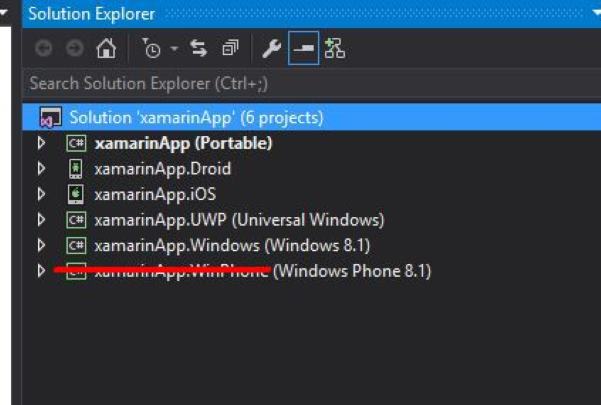 Solution Explorer
Search Solution Explorer (Ctrl+;)
Solution 'xamarinApp' (6 projects)
C# xamarinApp (Portable)
xamarinApp.Droid
xamarinApp.iOS
C# xamarinApp.UWP (Universal Windows)
C# xamarinApp.Windows (Windows 8.1)
C# xamarinApp.WinPhone (Windows Phone 8.1)